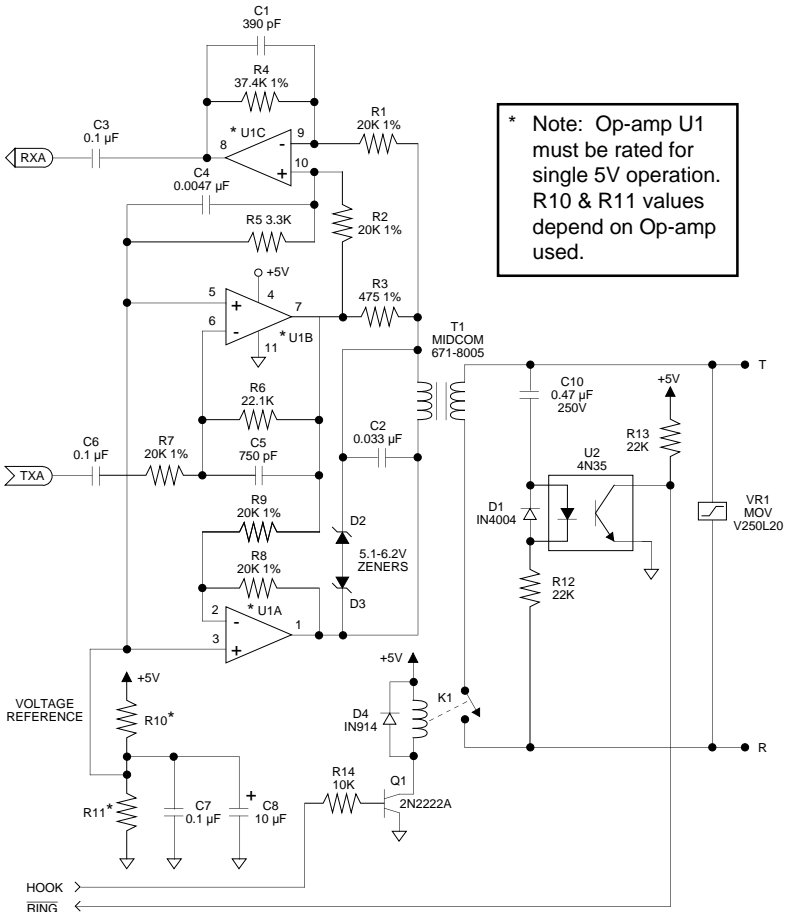 C1
390 pF
R4
37.4K 1%
C3
0.1 µF
* U1C
8
9
-
10
+
R1
20K 1%
RXA
C4
0.0047 µF
R5 3.3K
R2
20K 1%
* Note: Op-amp U1
must be rated for
single 5V operation.
R10 & R11 values
depend on Op-amp
used.
+5V
5
+
4
6
-
7
11
* U1B
R3
475 1%
T1
MIDCOM
671-8005
T
R6
22.1K
C2
0.033 µF
C10
0.47 µF
250V
+5V
R13
22K
C6
0.1 µF
R7
20K 1%
C5
750 pF
TXA
U2
4N35
D1
IN4004
VR1
MOV
V250L20
R9
20K 1%
D2
5.1-6.2V
ZENERS
R8
20K 1%
D3
R12
22K
2
-
* U1A
3
+
1
+5V
VOLTAGE
REFERENCE
R10*
+5V
D4
IN914
K1
R
R11*
C7
0.1 µF
+
C8
10 µF
R14
10K
Q1
2N2222A
HOOK
RING